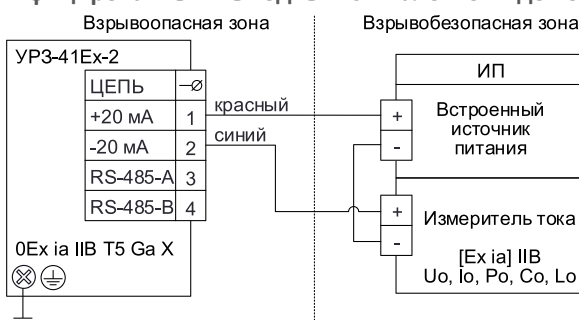 Взрывоопасная зона
Взрывобезопасная зона
УРЗ-41Ex-2
ЦЕПЬ
+20 мА 1
-20 мА 2
RS-485-A 3
RS-485-B 4
0Ex ia IIB T5 Ga X
красный
синий
ИП
+
-
Встроенный
источник
питания
+
-
Измеритель тока
[Ex ia] IIB
Uo, Io, Po, Co, Lo